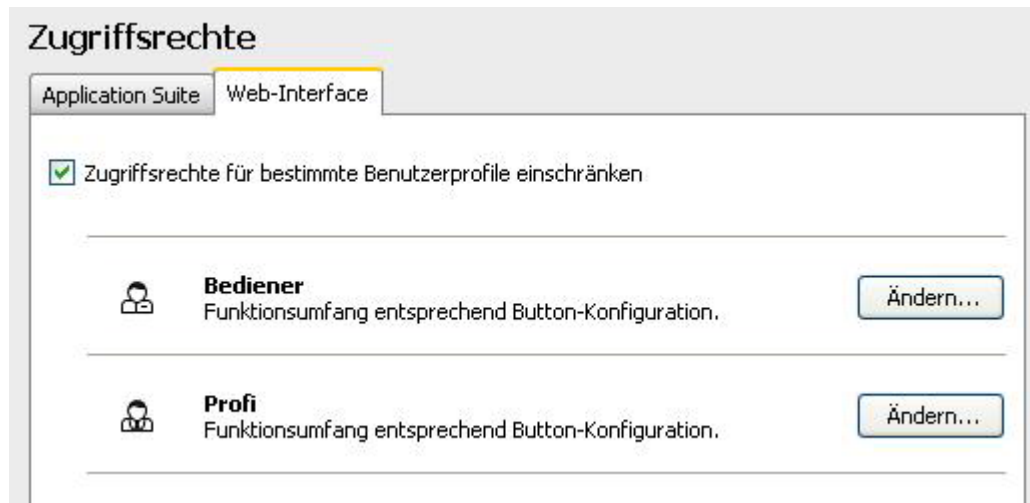 Zugriffsrechte
Application Suite Web-Interface
Zugriffsrechte für bestimmte Benutzerprofile einschränken
Bediener
Funktionsumfang entsprechend Button-Konfiguration.
Ändern...
Profi
Funktionsumfang entsprechend Button-Konfiguration.
Ändern...